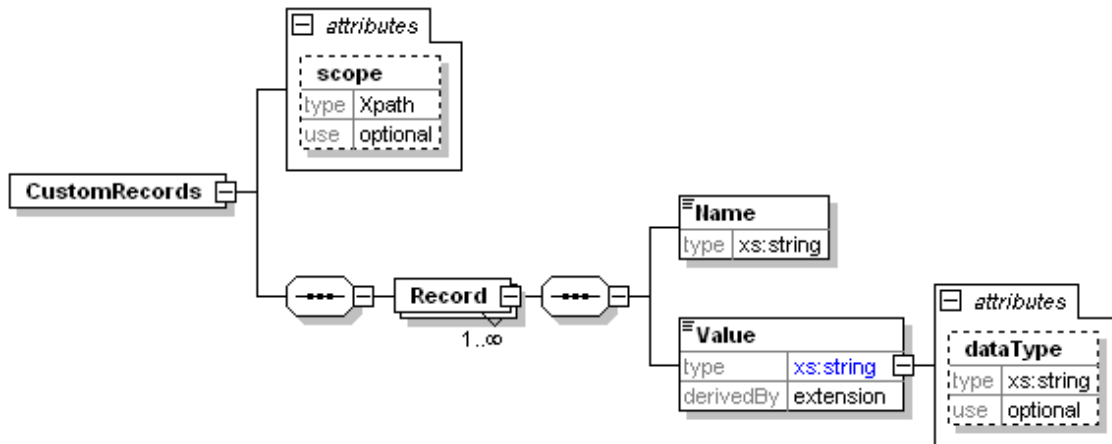 attributes
scope
type Xpath
use optional
CustomRecords
Name
type xs:string
Record
1..∞
attributes
Value
type xs:string
derivedBy extension
dataType
type xs:string
use optional